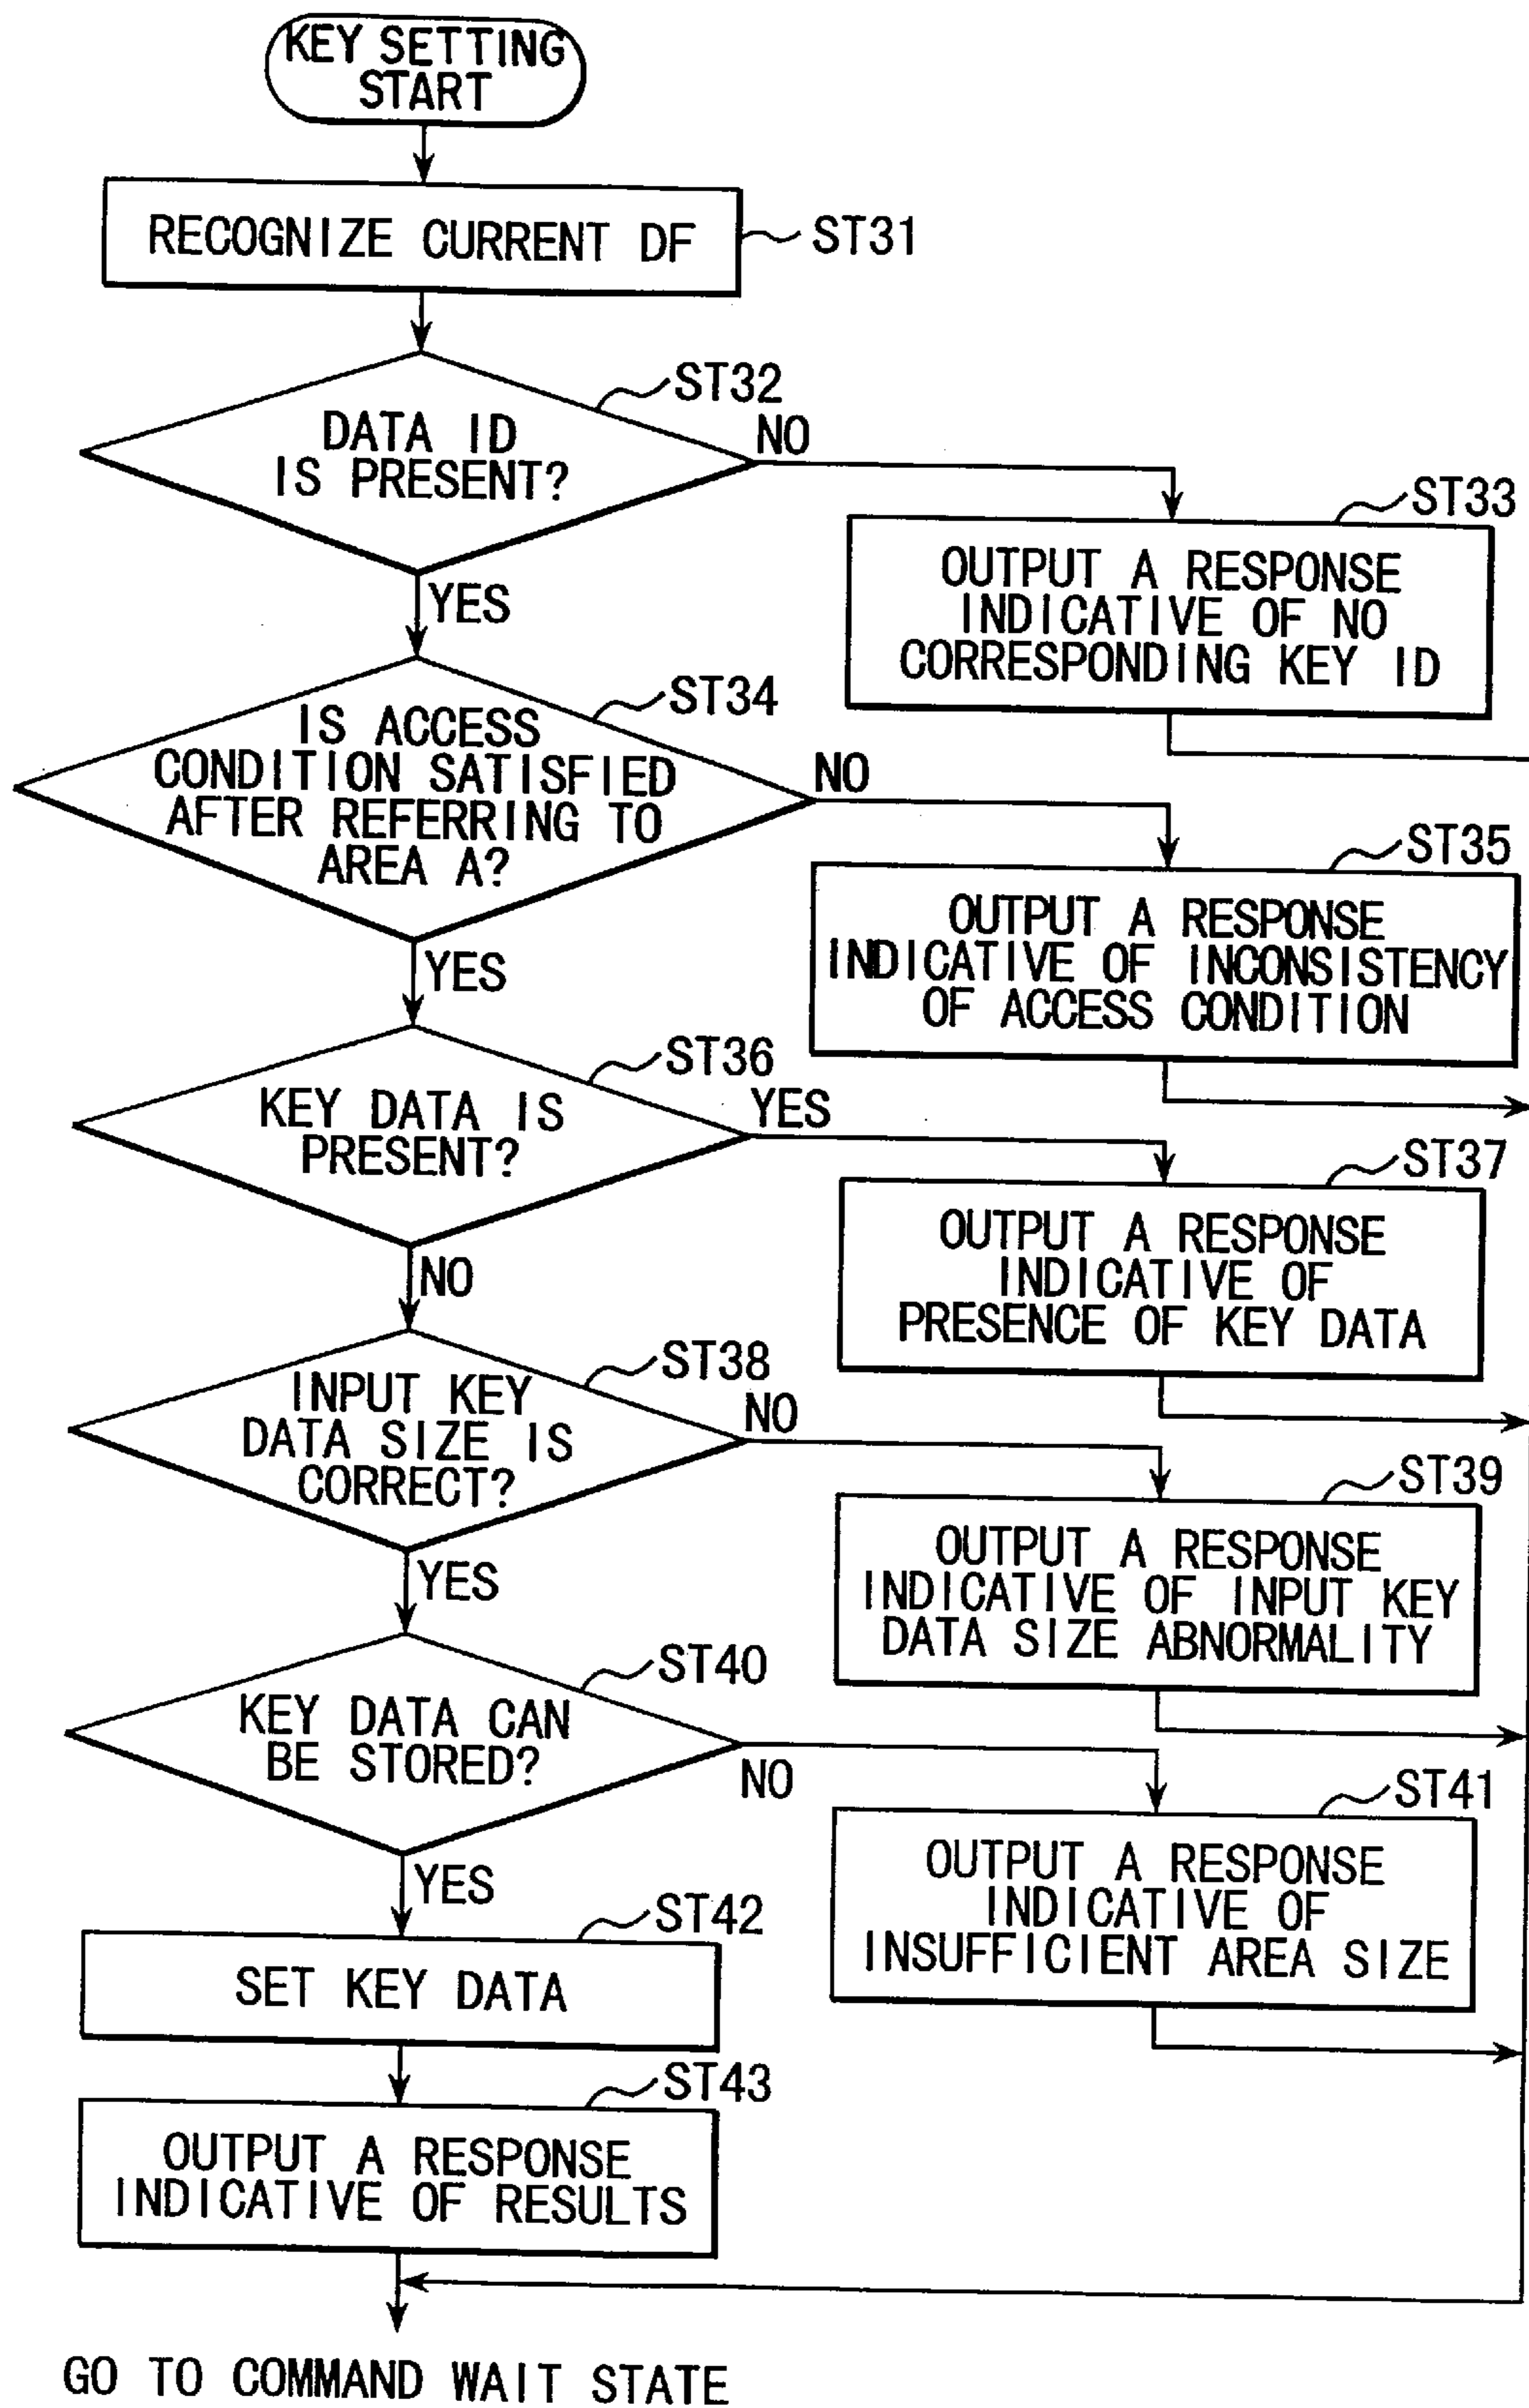 KEY SETTING
START
RECOGNIZE CURRENT DF
ST31
ST32
DATA ID
IS PRESENT?
NO
YES
ST33
OUTPUT A RESPONSE
INDICATIVE OF NO
CORRESPONDING KEY ID
ST34
IS ACCESS
CONDITION SATISFIED
AFTER REFERRING TO
AREA A?
NO
YES
ST35
OUTPUT A RESPONSE
INDICATIVE OF INCONSISTENCY
OF ACCESS CONDITION
ST36
KEY DATA IS
PRESENT?
YES
NO
ST37
OUTPUT A RESPONSE
INDICATIVE OF
PRESENCE OF KEY DATA
ST38
INPUT KEY
DATA SIZE IS
CORRECT?
NO
YES
ST39
OUTPUT A RESPONSE
INDICATIVE OF INPUT KEY
DATA SIZE ABNORMALITY
ST40
KEY DATA CAN
BE STORED?
NO
YES
ST41
OUTPUT A RESPONSE
INDICATIVE OF
INSUFFICIENT AREA SIZE
ST42
SET KEY DATA
ST43
OUTPUT A RESPONSE
INDICATIVE OF RESULTS
GO TO COMMAND WAIT STATE